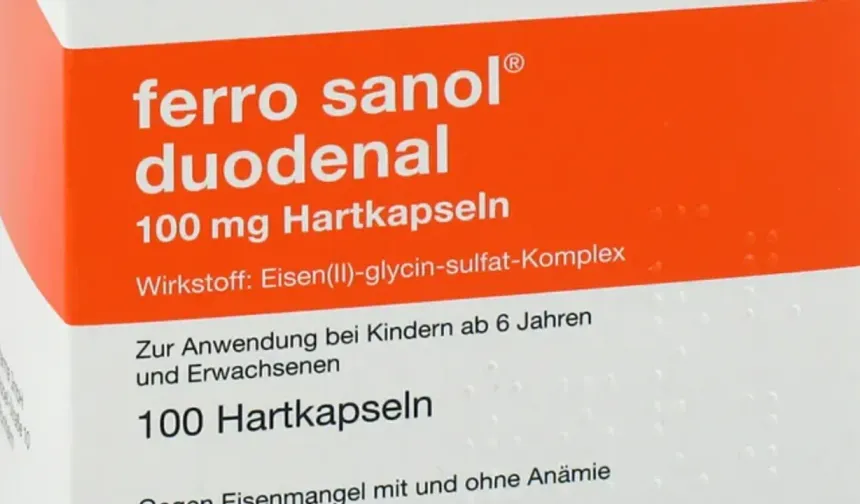 ferro sanol®
duodenal
100 mg Hartkapseln
Wirkstoff: Eisen(II)-glycin-sulfat-Komplex
Zur Anwendung bei Kindern ab 6 Jahren
und Erwachsenen
100 Hartkapseln
Gegen Eisenmangel mit und ohne Anämie